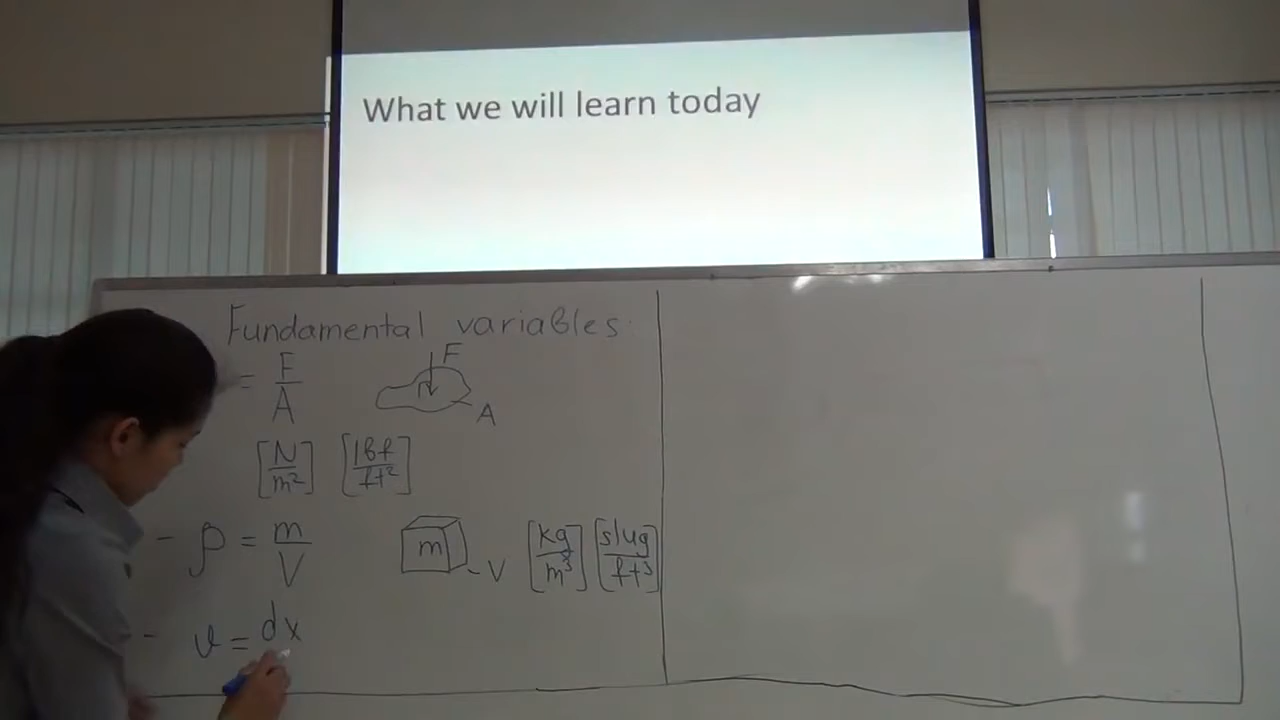 What we will learn today
Fundamental variables:
= F/A F A
[N/m²] [lbf/ft²]
- ρ = m/V m V [kg/m³] [slug/ft³]
- v = dx